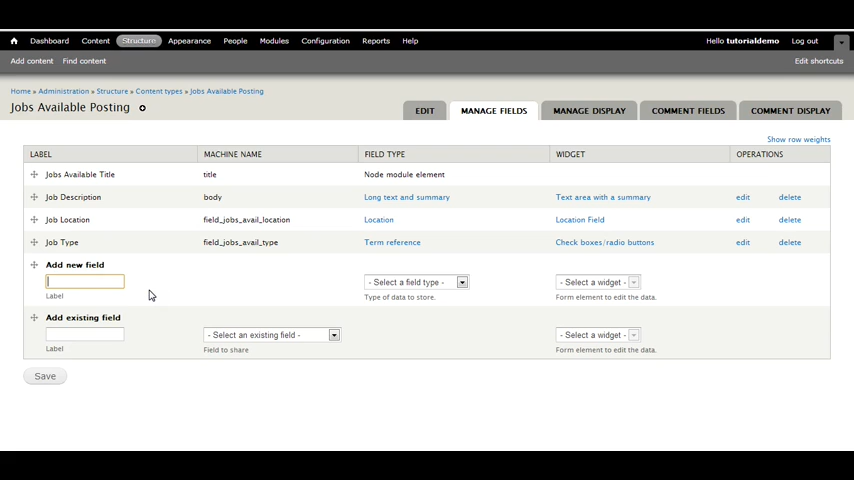 Dashboard Content Structure Appearance People Modules Configuration Reports Help Hello tutorialdemo Log out
Add content Find content Edit shortcuts
Home » Administration » Structure » Content types » Jobs Available Posting
Jobs Available Posting EDIT MANAGE FIELDS MANAGE DISPLAY COMMENT FIELDS COMMENT DISPLAY
Show row weights
LABEL MACHINE NAME FIELD TYPE WIDGET OPERATIONS
Jobs Available Title title Node module element
Job Description body Long text and summary Text area with a summary edit delete
Job Location field_jobs_avail_location Location Location Field edit delete
Job Type field_jobs_avail_type Term reference Check boxes/radio buttons edit delete
Add new field
- Select a field type - - Select a widget -
Label Type of data to store. Form element to edit the data.
Add existing field
- Select an existing field - - Select a widget -
Label Field to share Form element to edit the data.
Save